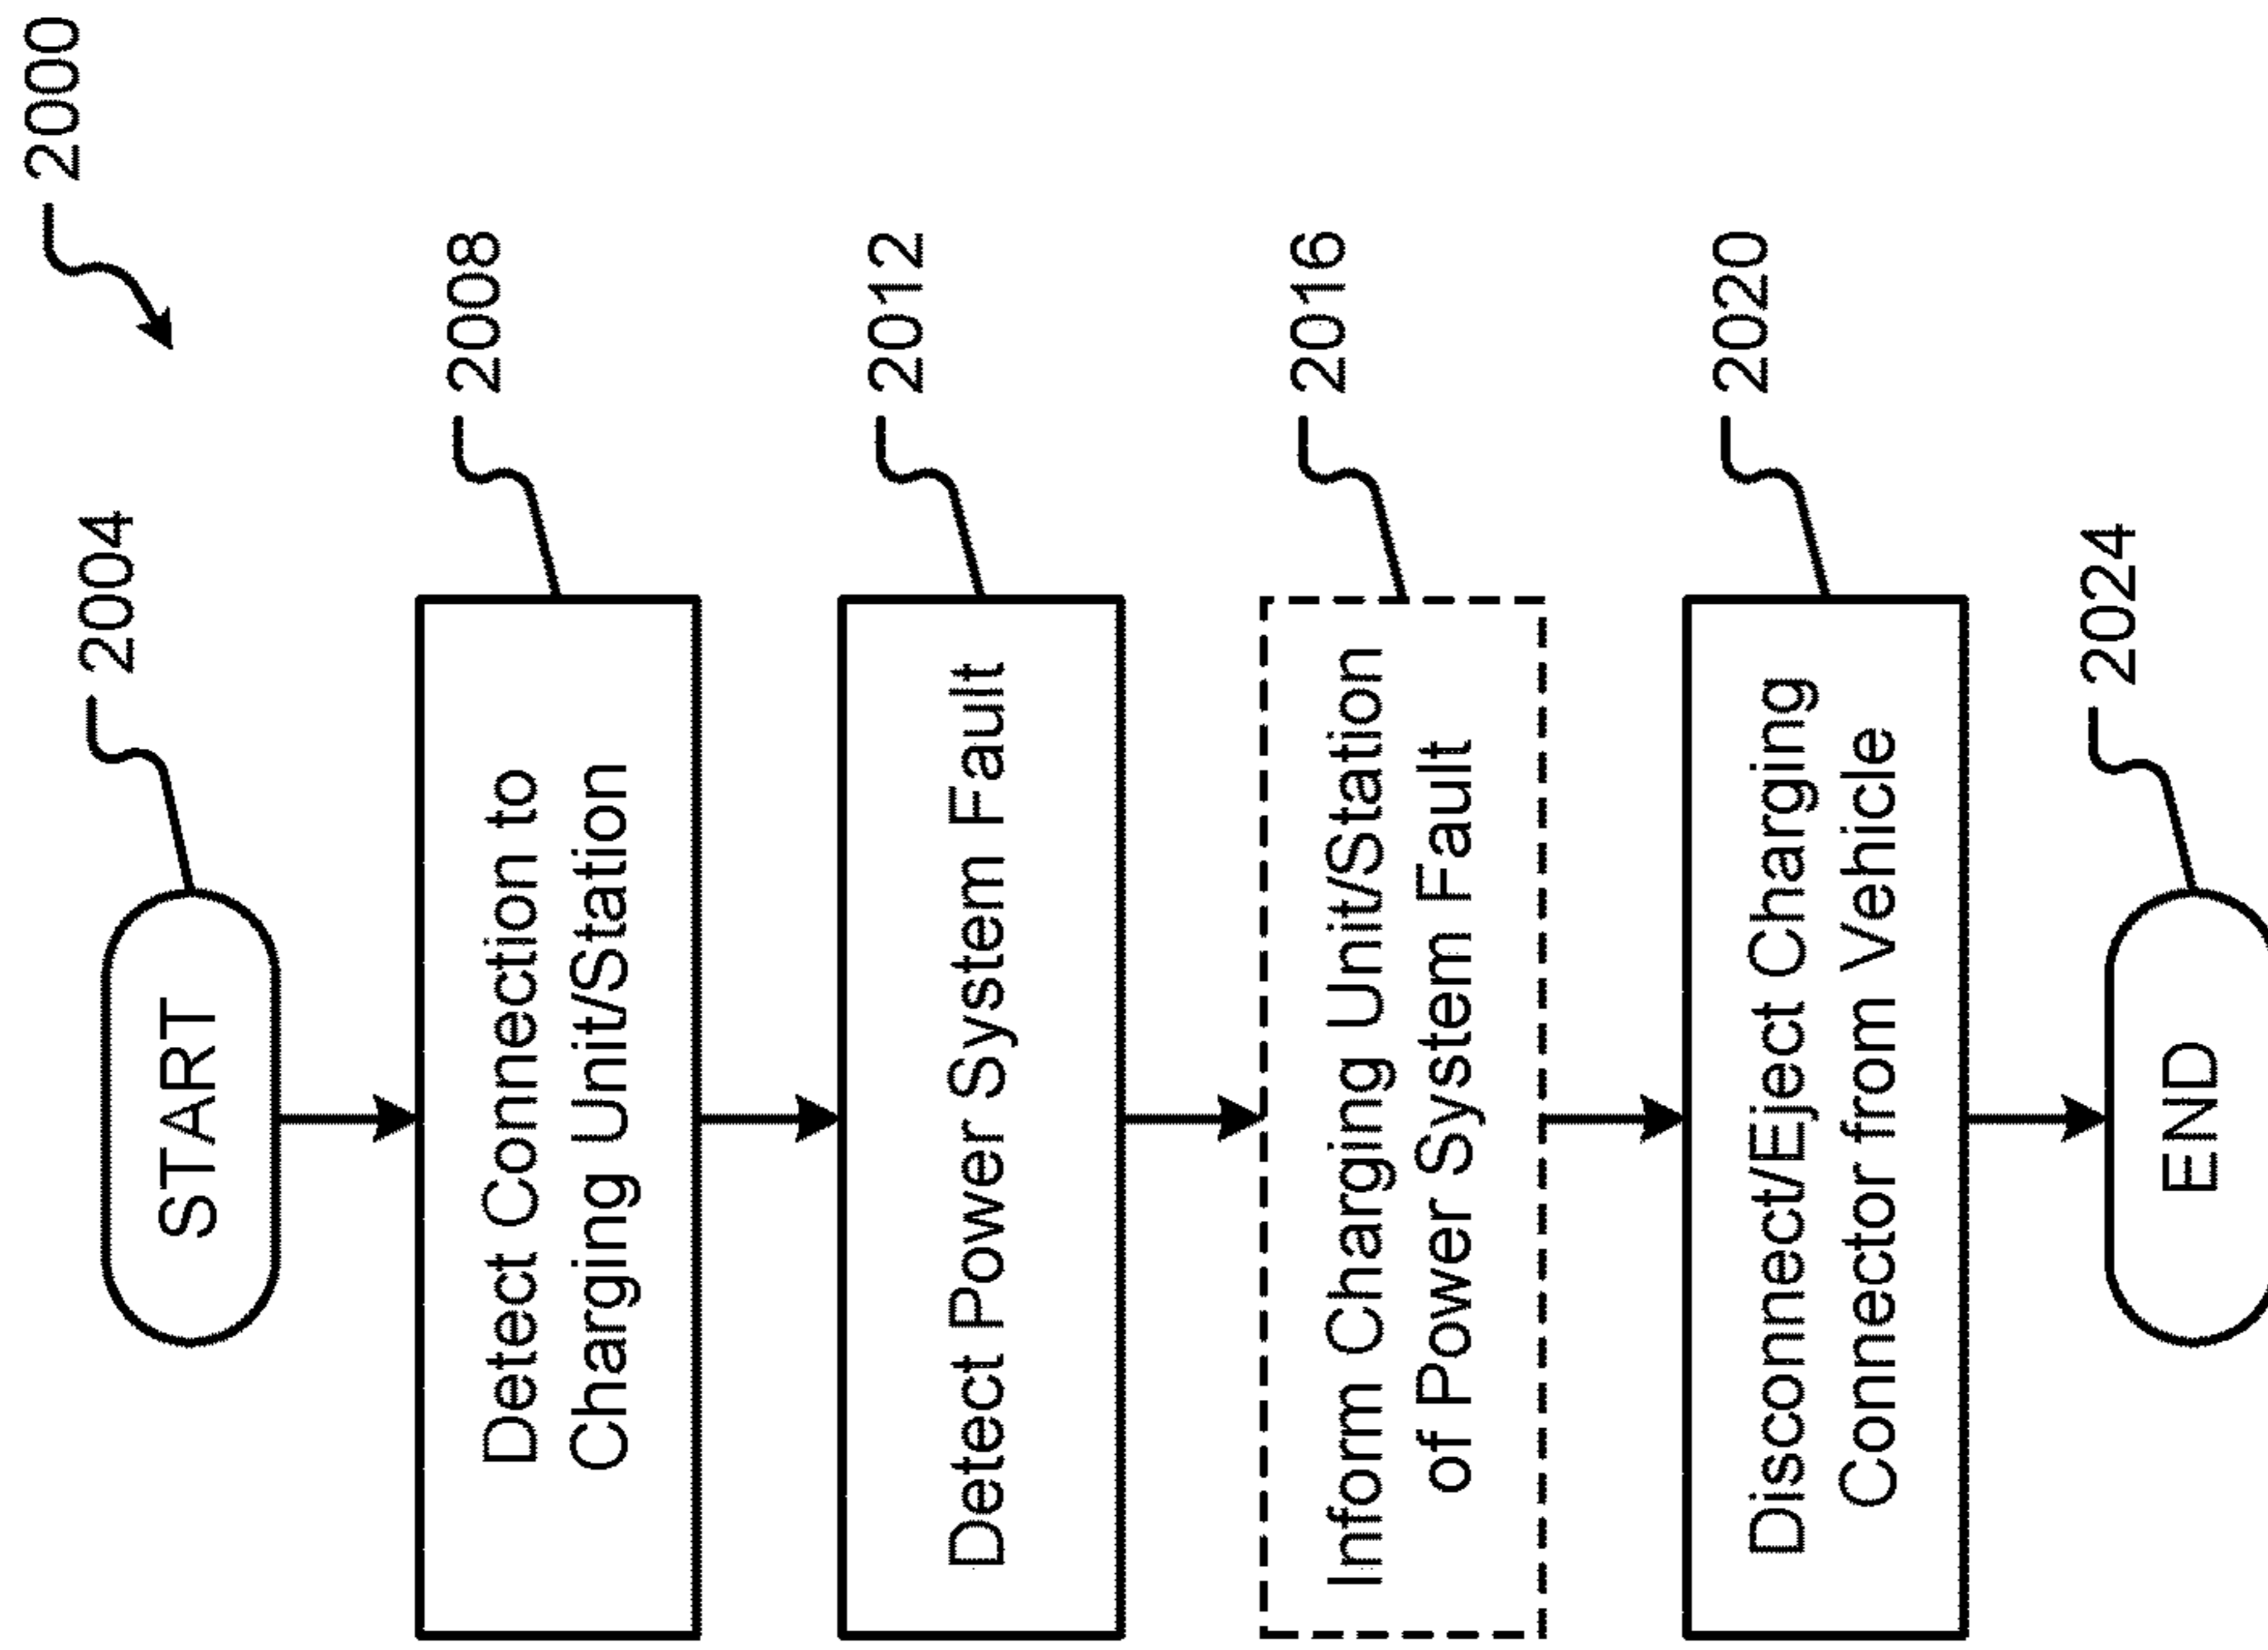 2000
START
2004
Detect Connection to
Charging Unit/Station
2008
Detect Power System Fault
2012
Inform Charging Unit/Station
of Power System Fault
2016
Disconnect/Eject Charging
Connector from Vehicle
2020
END
2024